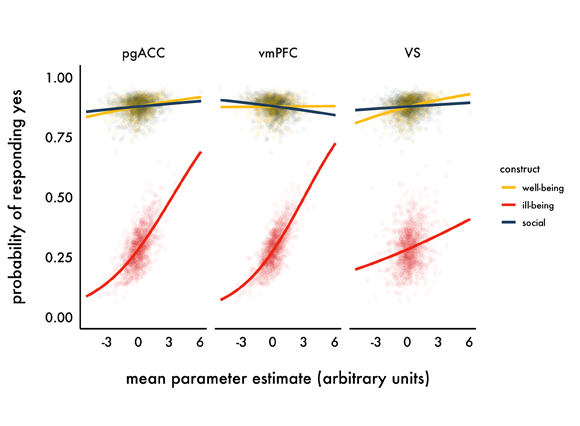 pgACC vmPFC VS
1.00
0.75
0.50
0.25
0.00
probability of responding yes
-3 0 3 6 -3 0 3 6 -3 0 3 6
mean parameter estimate (arbitrary units)
construct
well-being
ill-being
social